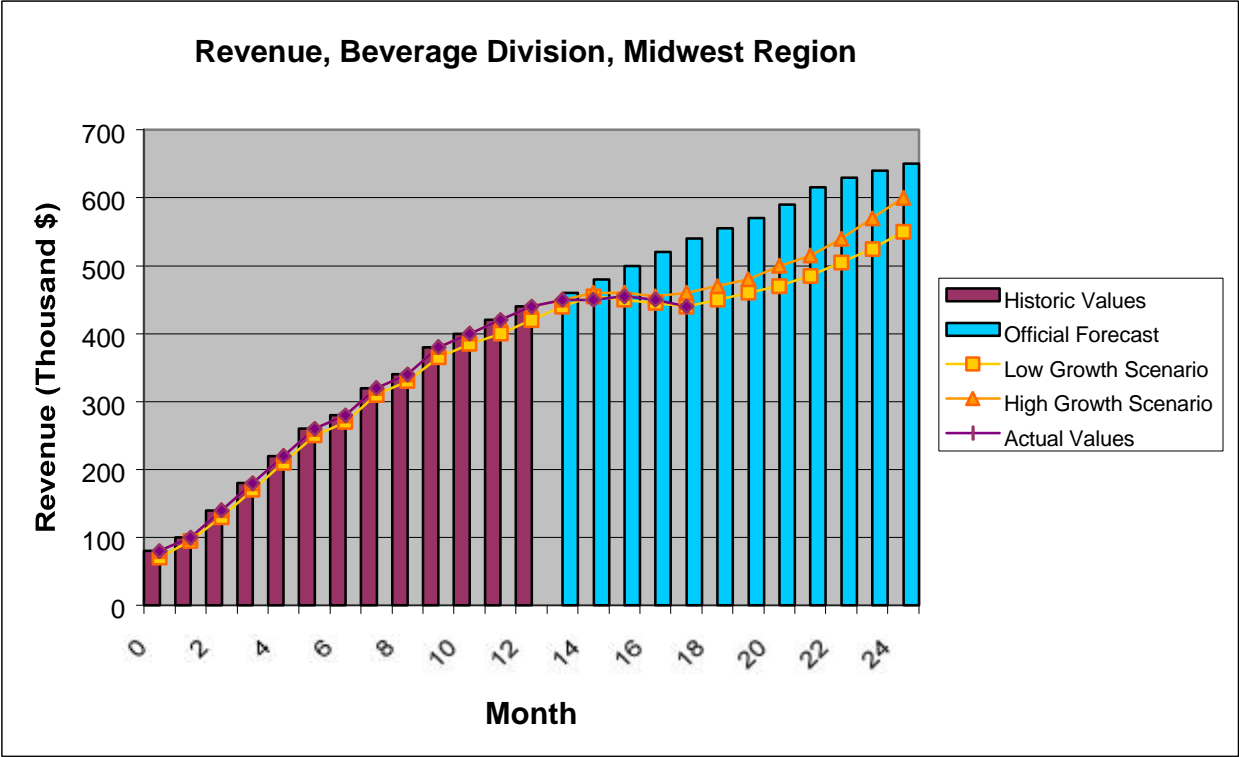 Revenue, Beverage Division, Midwest Region
Revenue (Thousand $)
700
600
500
400
300
200
100
0
0 2 4 6 8 10 12 14 16 18 20 22 24
Month
Historic Values
Official Forecast
Low Growth Scenario
High Growth Scenario
Actual Values